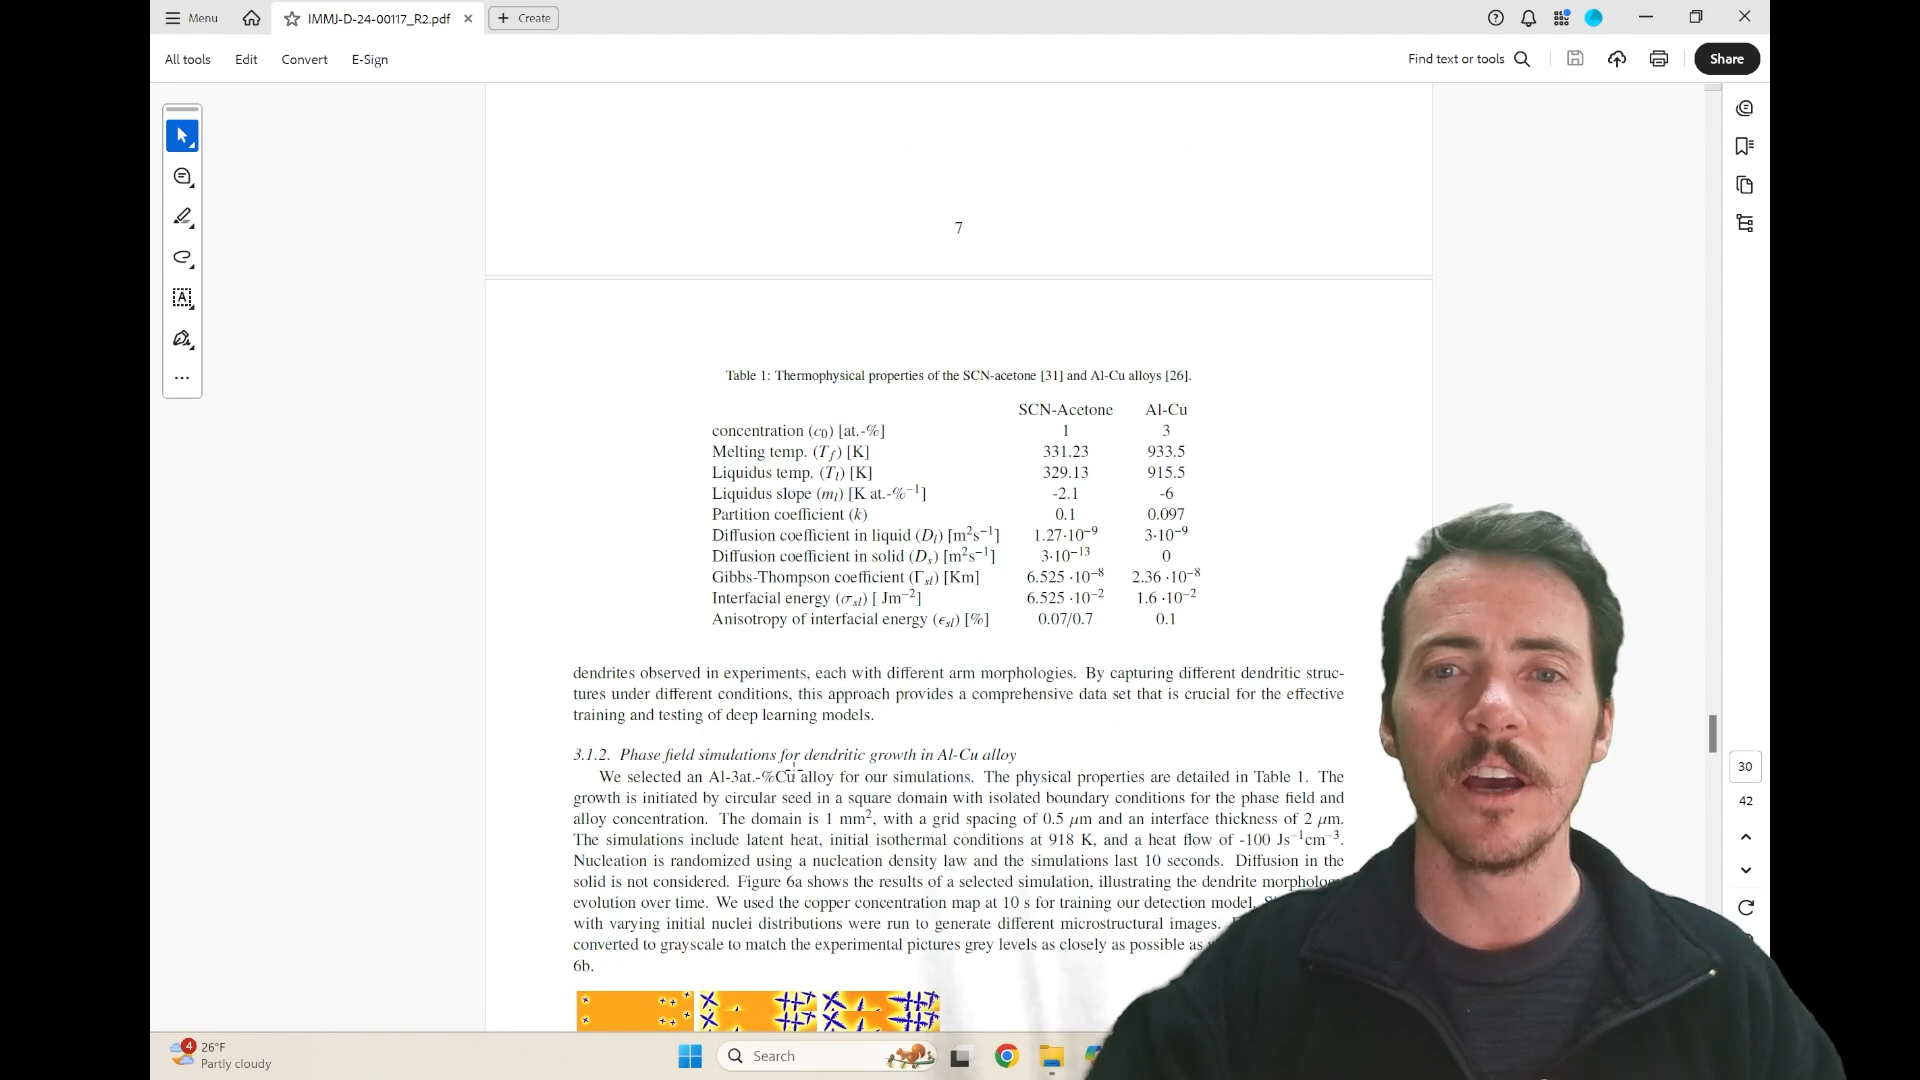 Menu
IMMJ-D-24-00117_R2.pdf
Create
All tools
Edit
Convert
E-Sign
Find text or tools
Share
7
Table 1: Thermophysical properties of the SCN-acetone [31] and Al-Cu alloys [26].
SCN-Acetone Al-Cu
concentration (c0) [at.-%] 1 3
Melting temp. (Tf) [K] 331.23 933.5
Liquidus temp. (Tl) [K] 329.13 915.5
Liquidus slope (ml) [K at.-%⁻¹] -2.1 -6
Partition coefficient (k) 0.1 0.097
Diffusion coefficient in liquid (Dl) [m²s⁻¹] 1.27·10⁻⁹ 3·10⁻⁹
Diffusion coefficient in solid (Ds) [m²s⁻¹] 3·10⁻¹³ 0
Gibbs-Thompson coefficient (Γsl) [Km] 6.525 ·10⁻⁸ 2.36 ·10⁻⁸
Interfacial energy (σsl) [ Jm⁻²] 6.525 ·10⁻² 1.6 ·10⁻²
Anisotropy of interfacial energy (ϵsl) [%] 0.07/0.7 0.1
dendrites observed in experiments, each with different arm morphologies. By capturing different dendritic struc-
tures under different conditions, this approach provides a comprehensive data set that is crucial for the effective
training and testing of deep learning models.
3.1.2. Phase field simulations for dendritic growth in Al-Cu alloy
We selected an Al-3at.-%Cu alloy for our simulations. The physical properties are detailed in Table 1. The
growth is initiated by circular seed in a square domain with isolated boundary conditions for the phase field and
alloy concentration. The domain is 1 mm², with a grid spacing of 0.5 μm and an interface thickness of 2 μm.
The simulations include latent heat, initial isothermal conditions at 918 K, and a heat flow of -100 Js⁻¹cm⁻³.
Nucleation is randomized using a nucleation density law and the simulations last 10 seconds. Diffusion in the
solid is not considered. Figure 6a shows the results of a selected simulation, illustrating the dendrite
evolution over time. We used the copper concentration map at 10 s for training our detection model.
with varying initial nuclei distributions were run to generate different microstructural images.
converted to grayscale to match the experimental pictures grey levels as closely as possible as
6b.
30
42
4
26°F
Partly cloudy
Search